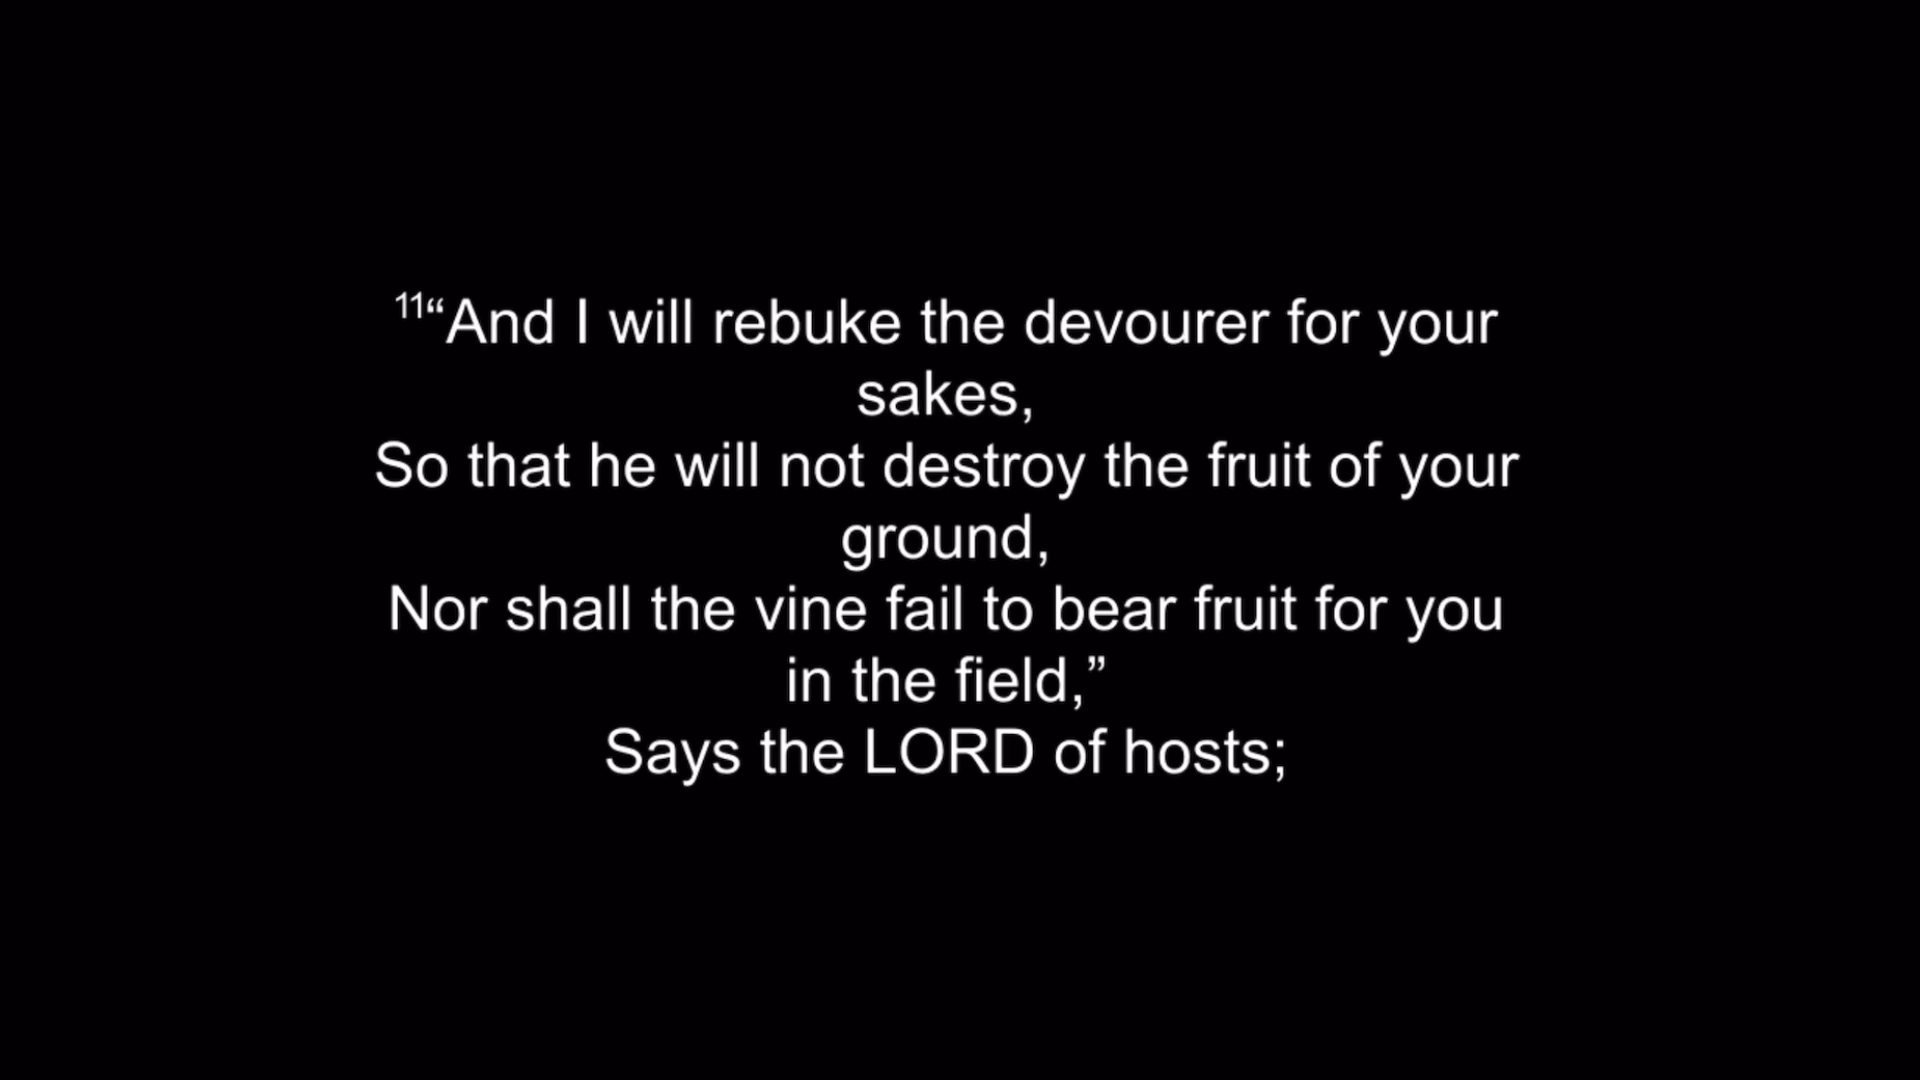 11“And I will rebuke the devourer for your
sakes,
So that he will not destroy the fruit of your
ground,
Nor shall the vine fail to bear fruit for you
in the field,”
Says the LORD of hosts;